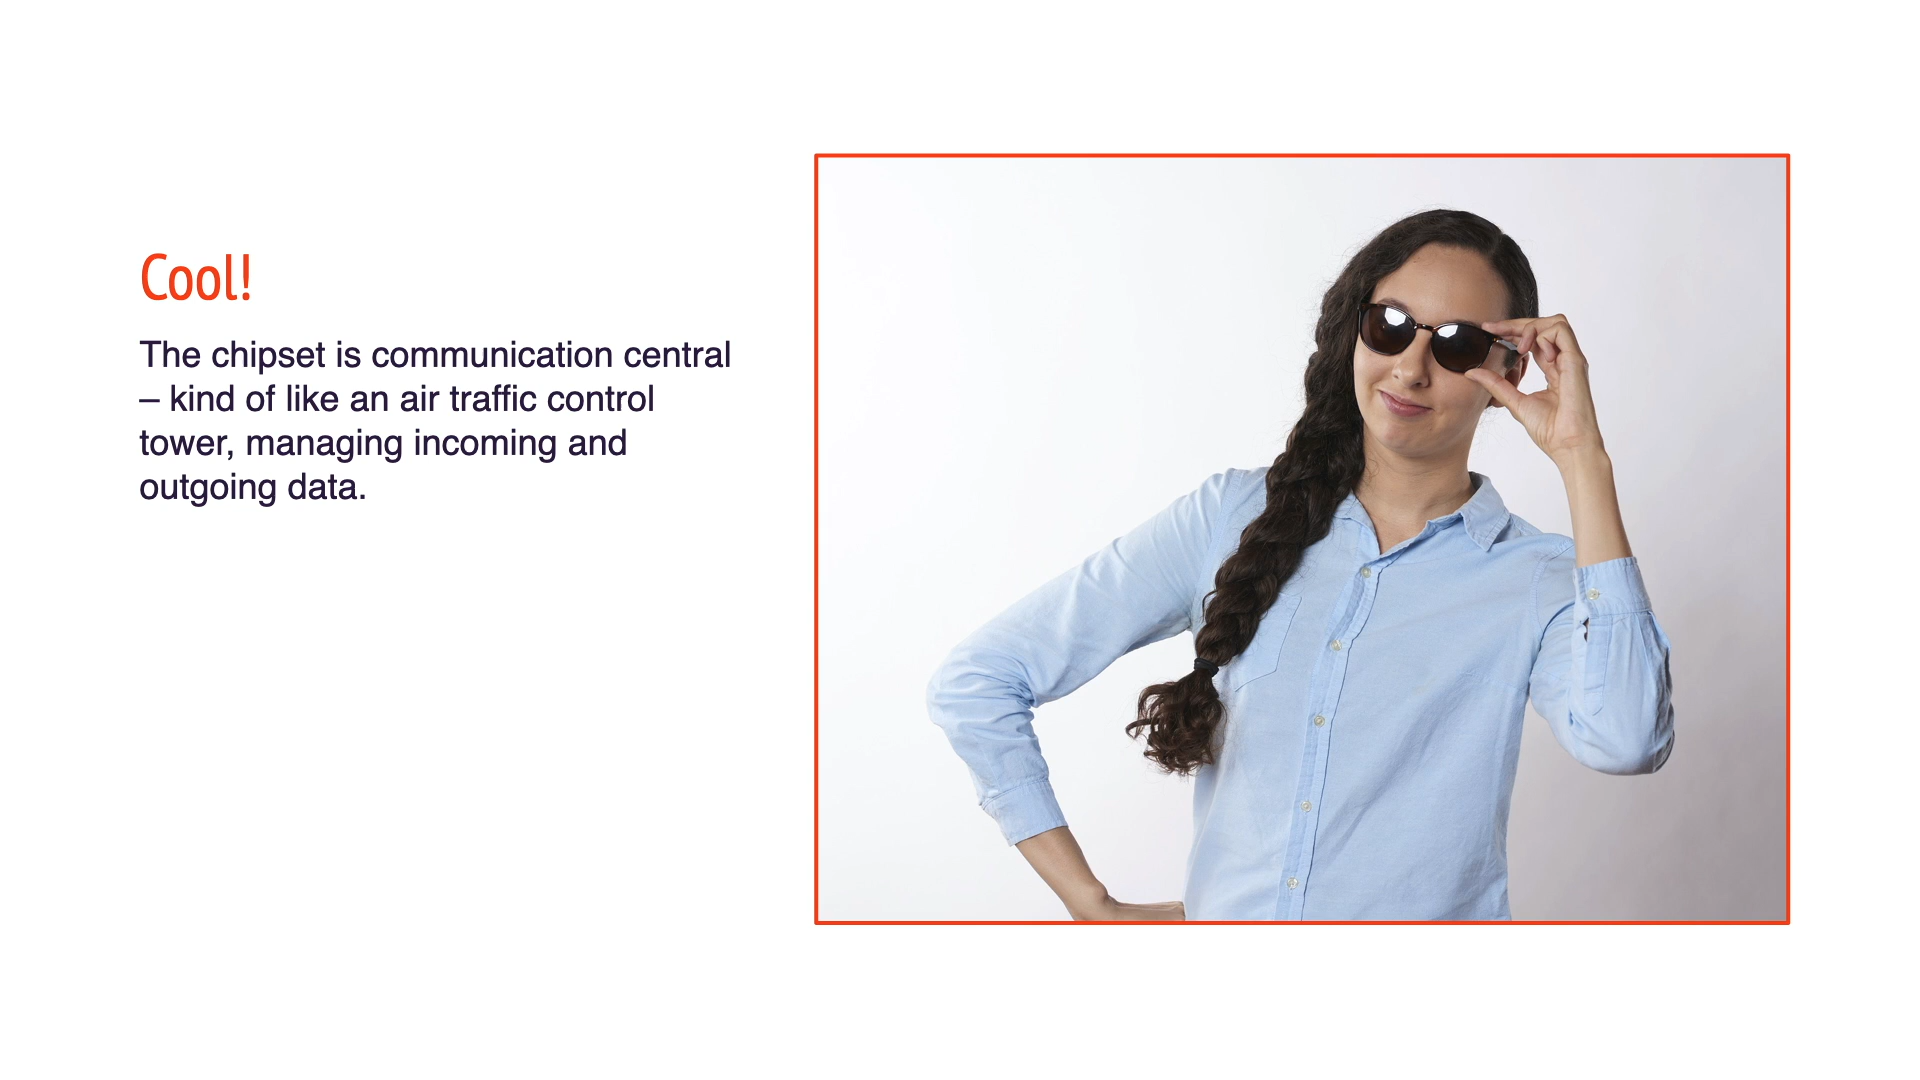 Cool!
The chipset is communication central
– kind of like an air traffic control
tower, managing incoming and
outgoing data.